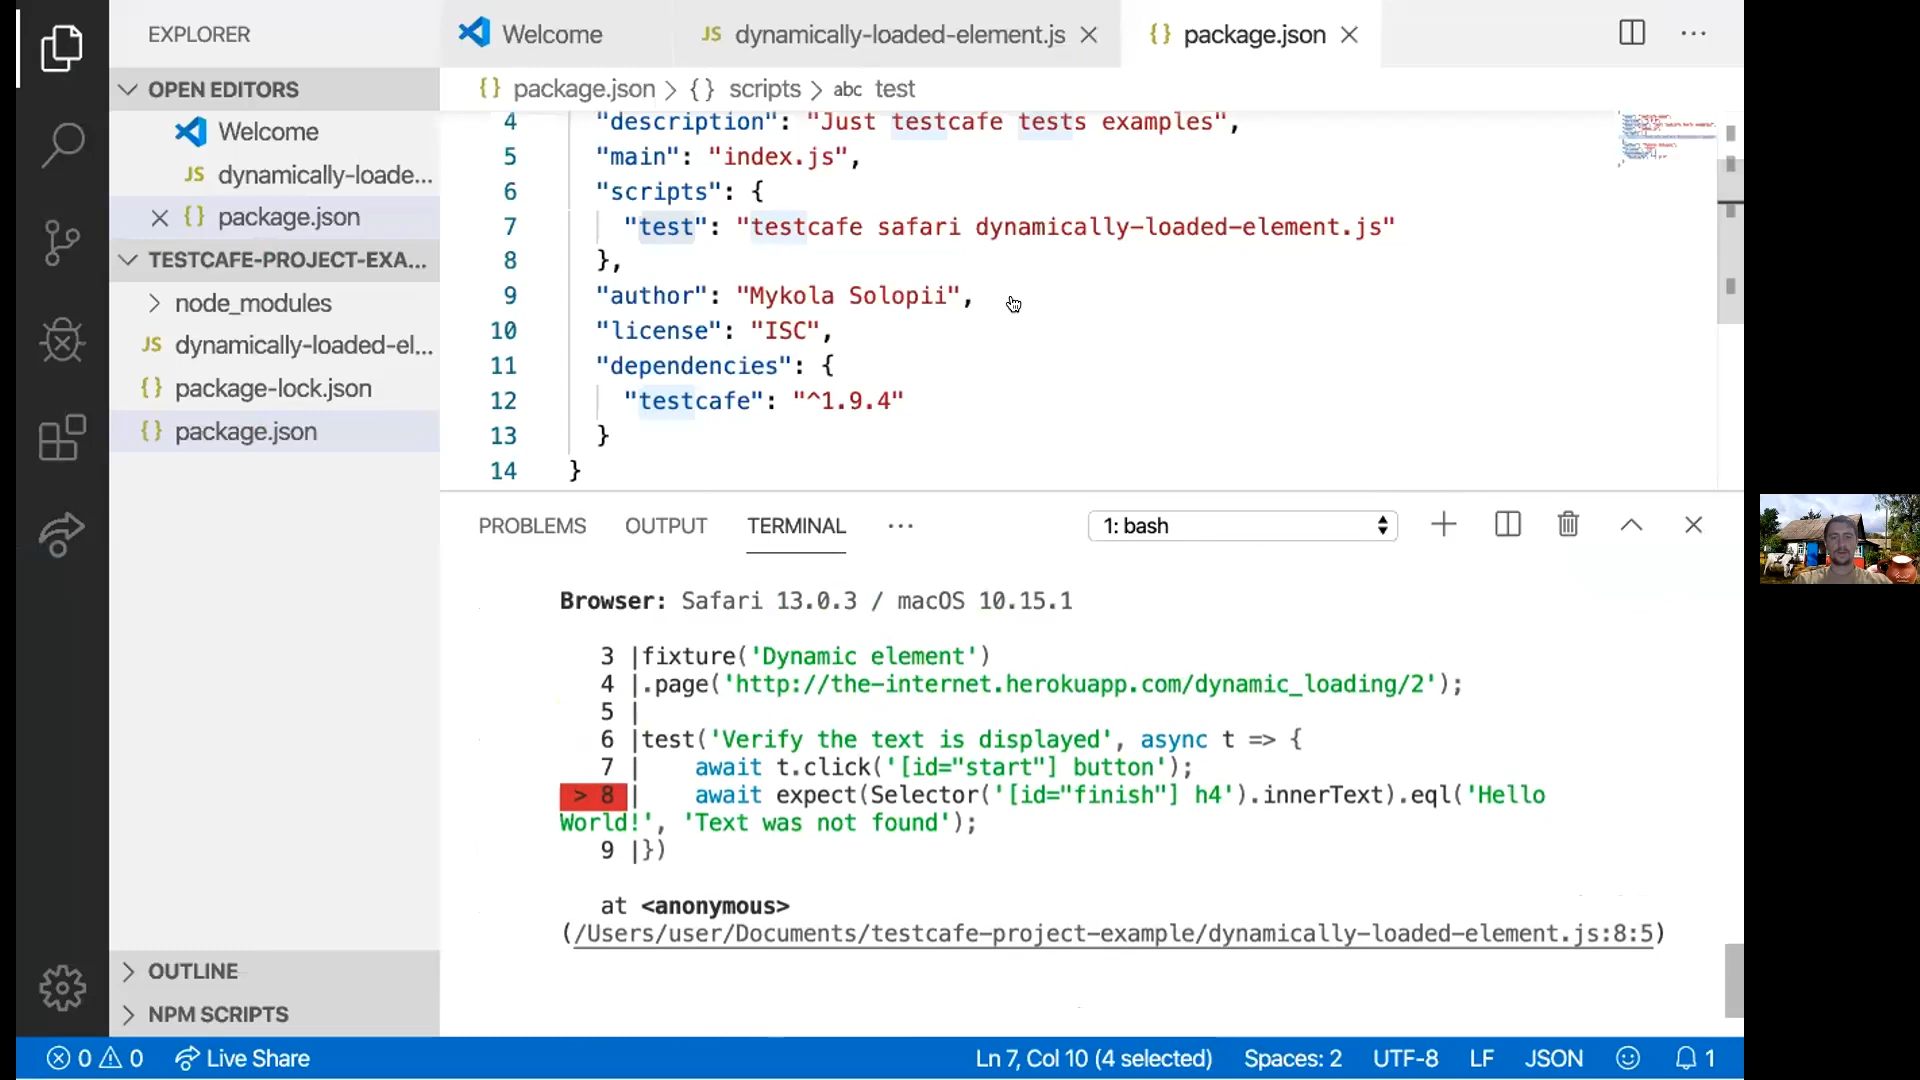 EXPLORER
OPEN EDITORS
Welcome
JS dynamically-loade...
{} package.json
TESTCAFE-PROJECT-EXA...
node_modules
JS dynamically-loaded-el...
{} package-lock.json
{} package.json
OUTLINE
NPM SCRIPTS
Welcome
JS dynamically-loaded-element.js
{} package.json
{} package.json > {} scripts > abc test
4 "description": "Just testcafe tests examples",
5 "main": "index.js",
6 "scripts": {
7 "test": "testcafe safari dynamically-loaded-element.js"
8 },
9 "author": "Mykola Solopii",
10 "license": "ISC",
11 "dependencies": {
12 "testcafe": "^1.9.4"
13 }
14 }
PROBLEMS OUTPUT TERMINAL ... 1: bash
Browser: Safari 13.0.3 / macOS 10.15.1
3 |fixture('Dynamic element')
4 |.page('http://the-internet.herokuapp.com/dynamic_loading/2');
5 |
6 |test('Verify the text is displayed', async t => {
7 | await t.click('[id="start"] button');
> 8 | await expect(Selector('[id="finish"] h4').innerText).eql('Hello
World!', 'Text was not found');
9 |})
at <anonymous>
(/Users/user/Documents/testcafe-project-example/dynamically-loaded-element.js:8:5)
0 0 Live Share Ln 7, Col 10 (4 selected) Spaces: 2 UTF-8 LF JSON 1